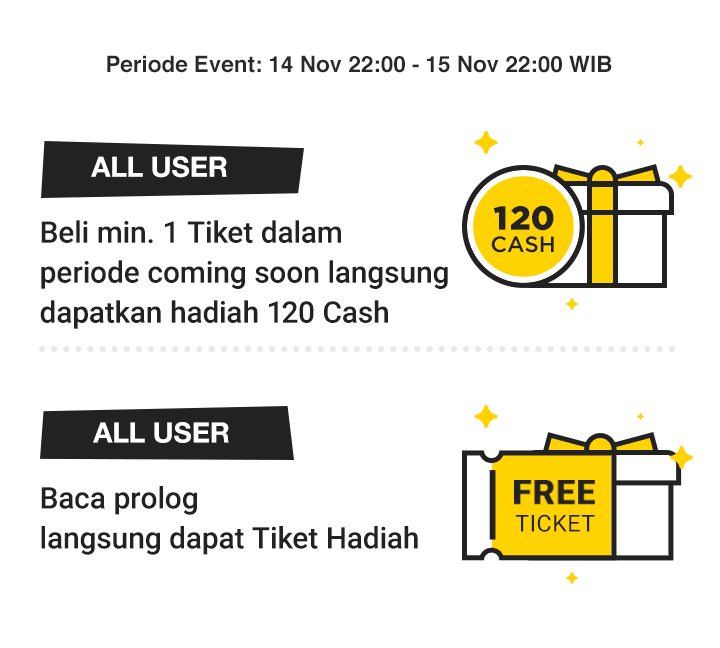 Periode Event: 14 Nov 22:00 - 15 Nov 22:00 WIB
ALL USER
Beli min. 1 Tiket dalam
periode coming soon langsung
dapatkan hadiah 120 Cash
120
CASH
ALL USER
Baca prolog
langsung dapat Tiket Hadiah
FREE
TICKET